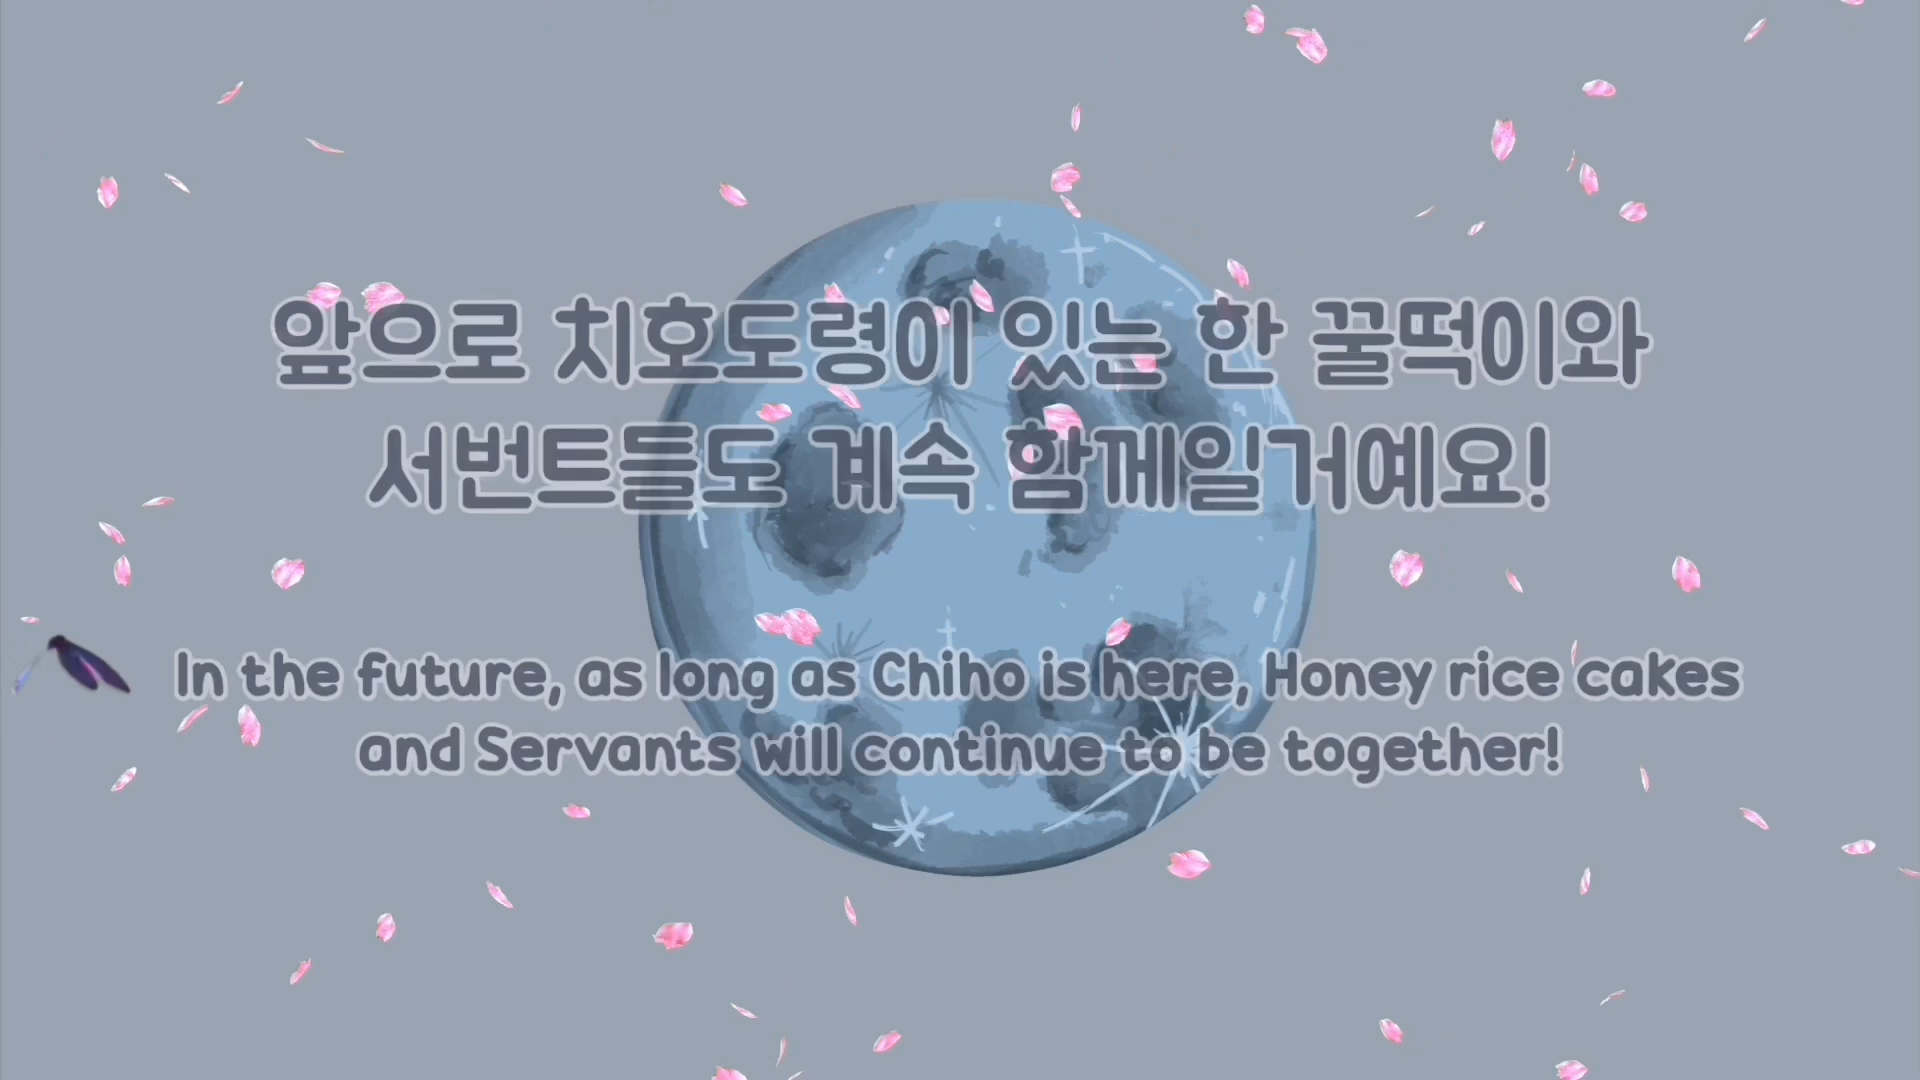 앞으로 치호도령이 있는 한 꿀떡이와
서번트들도 계속 함께일거예요!
In the future, as long as Chiho is here, Honey rice cakes
and Servants will continue to be together!